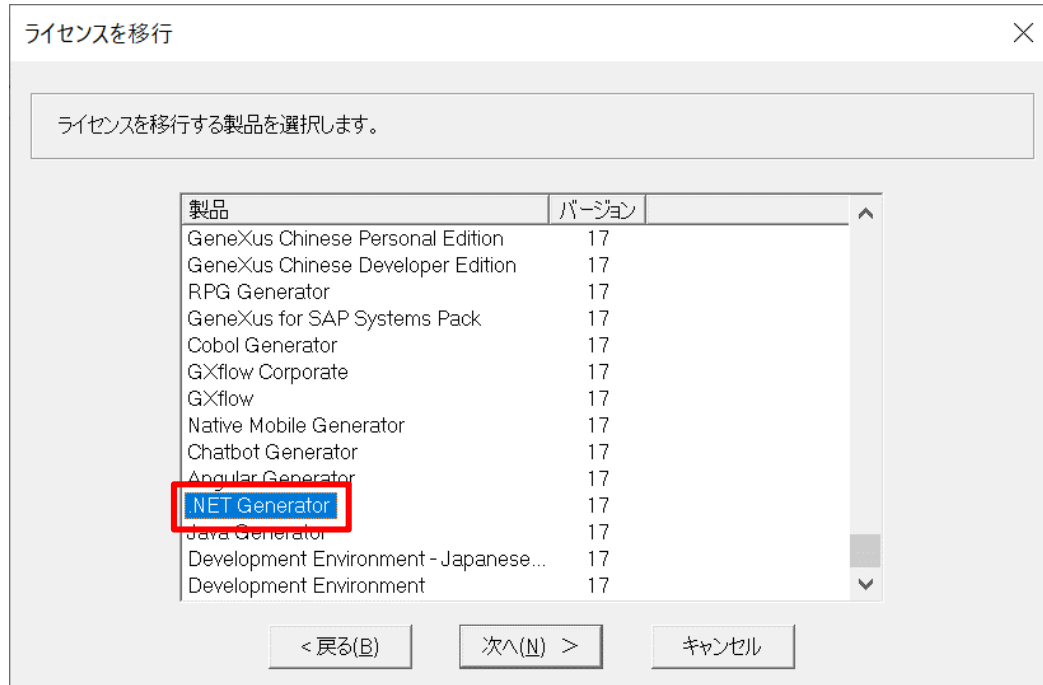 ライセンスを移行
ライセンスを移行する製品を選択します。
製品 バージョン
GeneXus Chinese Personal Edition 17
GeneXus Chinese Developer Edition 17
RPG Generator 17
GeneXus for SAP Systems Pack 17
Cobol Generator 17
GXflow Corporate 17
GXflow 17
Native Mobile Generator 17
Chatbot Generator 17
Angular Generator 17
.NET Generator 17
Java Generator 17
Development Environment - Japanese... 17
Development Environment 17
< 戻る(B) 次へ(N) > キャンセル